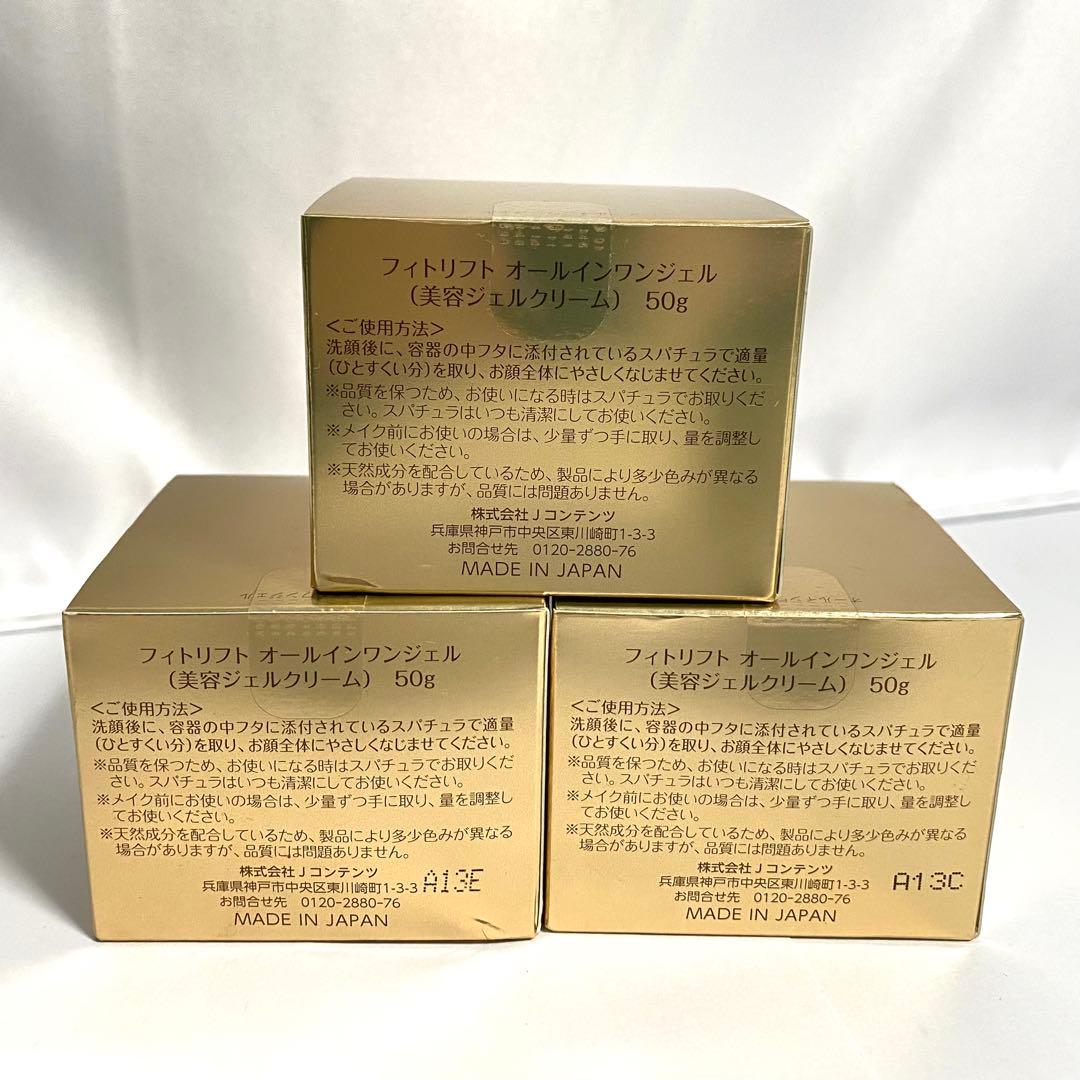 フィトリフト オールインワンジェル
（美容ジェルクリーム） 50g
＜ご使用方法＞
洗顔後に、容器の中フタに添付されているスパチュラで適量
（ひとすくい分）を取り、お顔全体にやさしくなじませてください。
※品質を保つため、お使いになる時はスパチュラでお取りくだ
さい。スパチュラはいつも清潔にしてお使いください。
※メイク前にお使いの場合は、少量ずつ手に取り、量を調整し
てお使いください。
※天然成分を配合しているため、製品により多少色みが異なる
場合がありますが、品質には問題ありません。
株式会社Jコンテンツ
兵庫県神戸市中央区東川崎町1-3-3
お問合せ先 0120-2880-76
MADE IN JAPAN
フィトリフト オールインワンジェル
（美容ジェルクリーム） 50g
＜ご使用方法＞
洗顔後に、容器の中フタに添付されているスパチュラで適量
（ひとすくい分）を取り、お顔全体にやさしくなじませてください。
※品質を保つため、お使いになる時はスパチュラでお取りくだ
さい。スパチュラはいつも清潔にしてお使いください。
※メイク前にお使いの場合は、少量ずつ手に取り、量を調整し
てお使いください。
※天然成分を配合しているため、製品により多少色みが異なる
場合がありますが、品質には問題ありません。
株式会社Jコンテンツ
兵庫県神戸市中央区東川崎町1-3-3 A13E
お問合せ先 0120-2880-76
MADE IN JAPAN
フィトリフト オールインワンジェル
（美容ジェルクリーム） 50g
＜ご使用方法＞
洗顔後に、容器の中フタに添付されているスパチュラで適量
（ひとすくい分）を取り、お顔全体にやさしくなじませてください。
※品質を保つため、お使いになる時はスパチュラでお取りくだ
さい。スパチュラはいつも清潔にしてお使いください。
※メイク前にお使いの場合は、少量ずつ手に取り、量を調整し
てお使いください。
※天然成分を配合しているため、製品により多少色みが異なる
場合がありますが、品質には問題ありません。
株式会社Jコンテンツ
兵庫県神戸市中央区東川崎町1-3-3 A13C
お問合せ先 0120-2880-76
MADE IN JAPAN